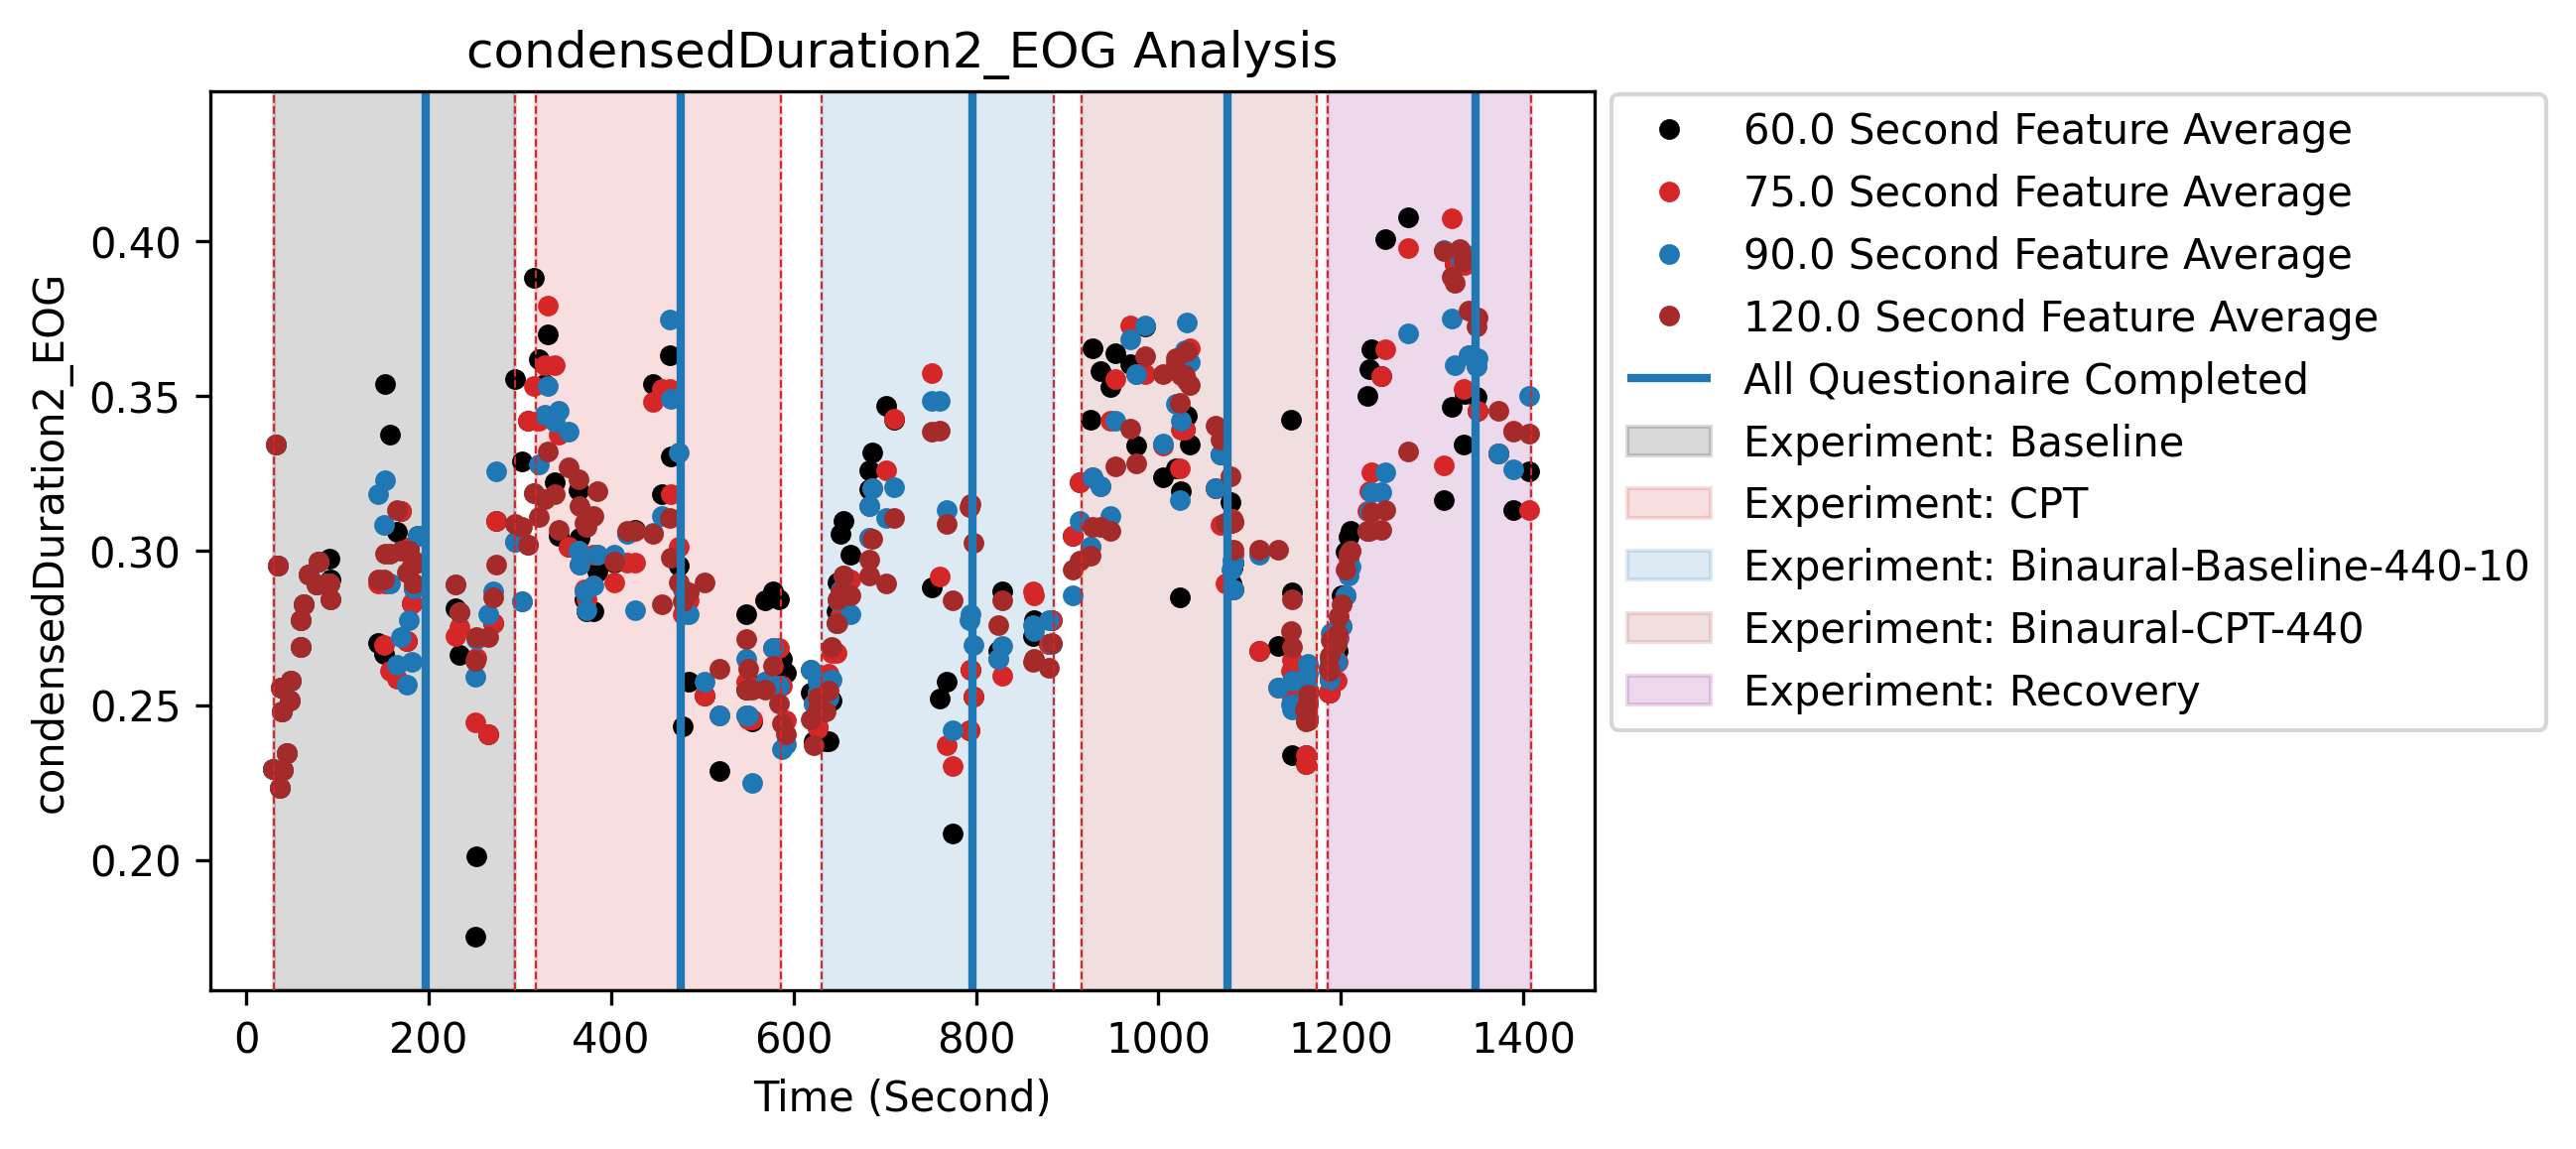 condensedDuration2_EOG Analysis
condensedDuration2_EOG
0.40
0.35
0.30
0.25
0.20
0 200 400 600 800 1000 1200 1400
Time (Second)
60.0 Second Feature Average
75.0 Second Feature Average
90.0 Second Feature Average
120.0 Second Feature Average
All Questionaire Completed
Experiment: Baseline
Experiment: CPT
Experiment: Binaural-Baseline-440-10
Experiment: Binaural-CPT-440
Experiment: Recovery